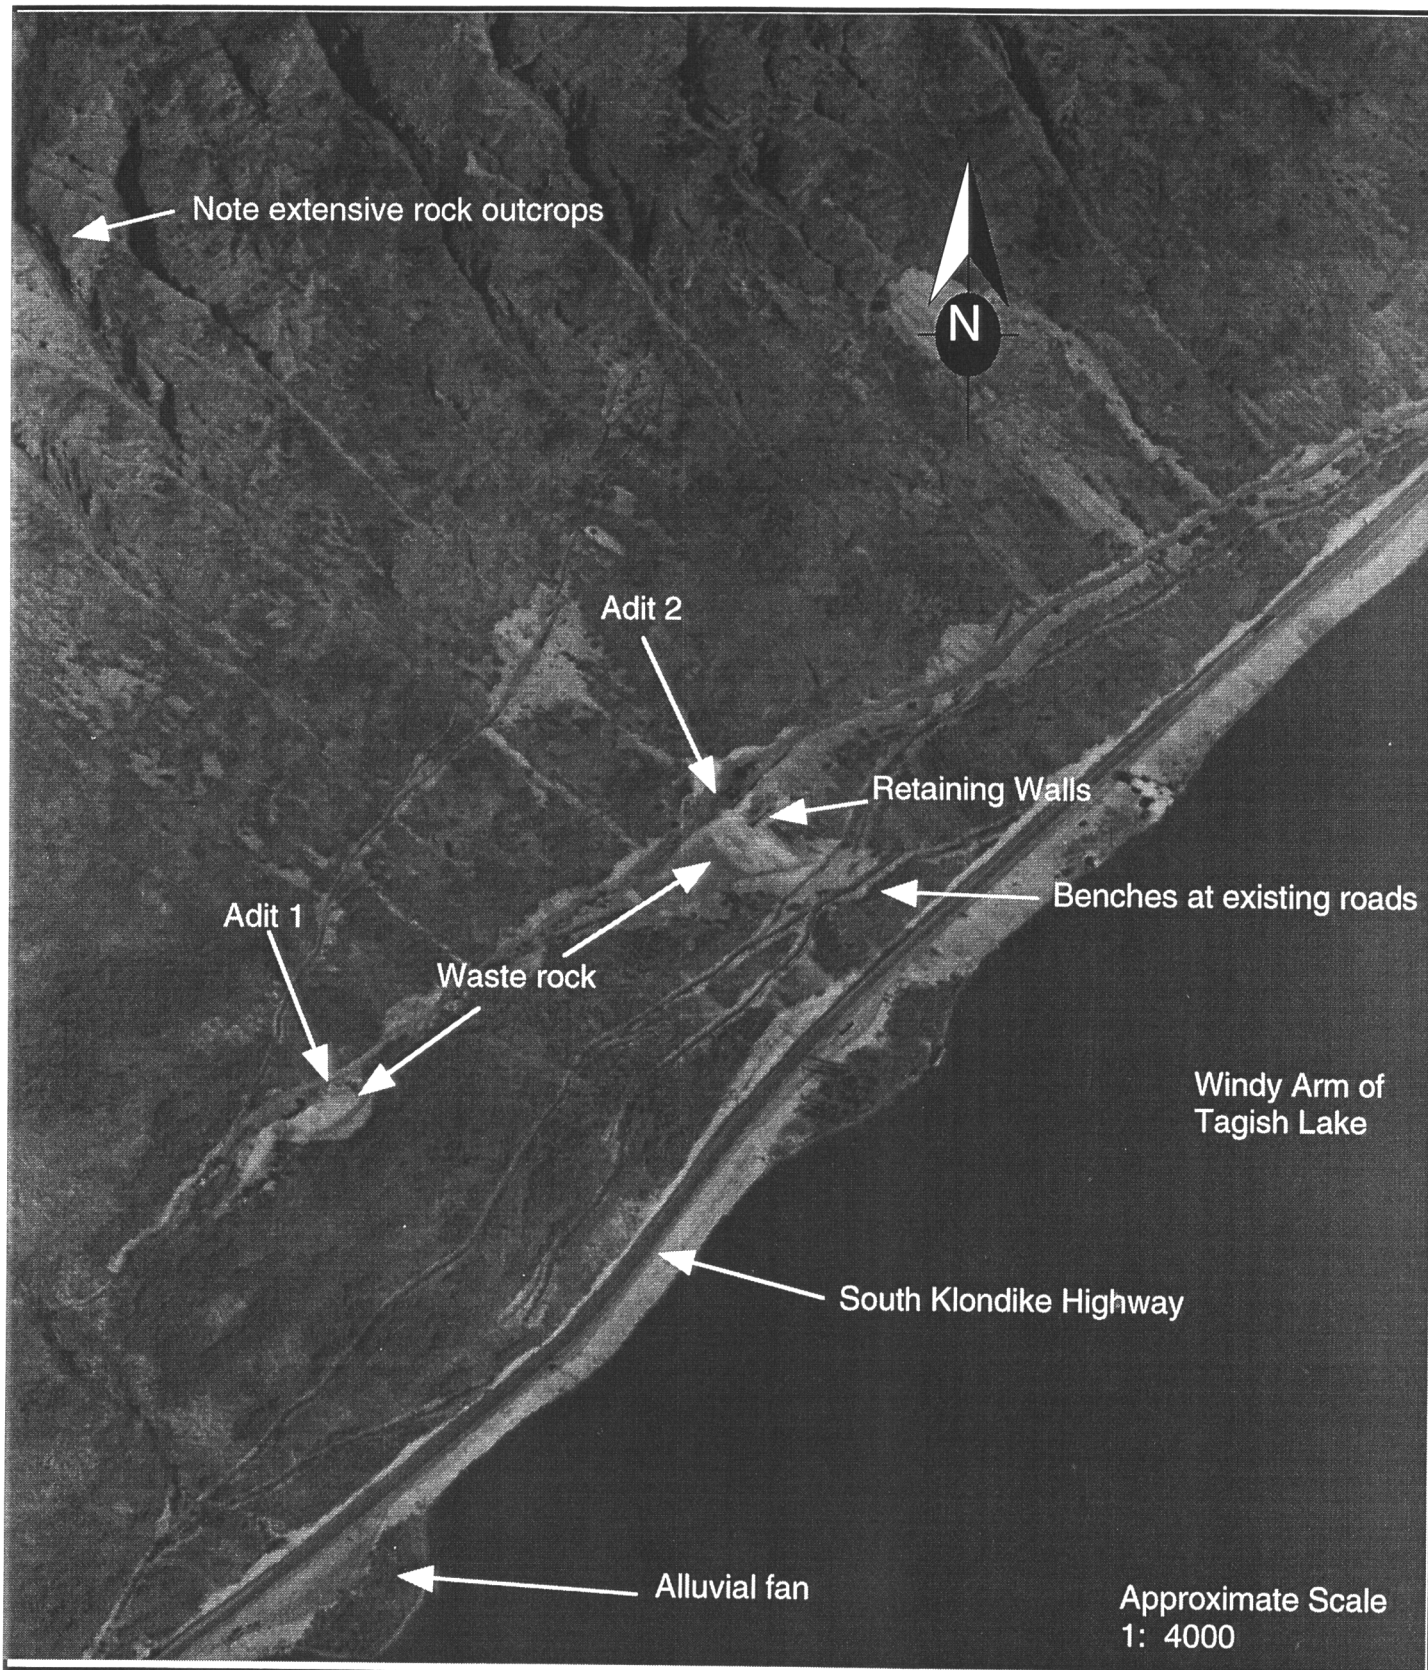 Note extensive rock outcrops
N
Adit 2
Retaining Walls
Benches at existing roads
Adit 1
Waste rock
Windy Arm of
Tagish Lake
South Klondike Highway
Alluvial fan
Approximate Scale
1: 4000